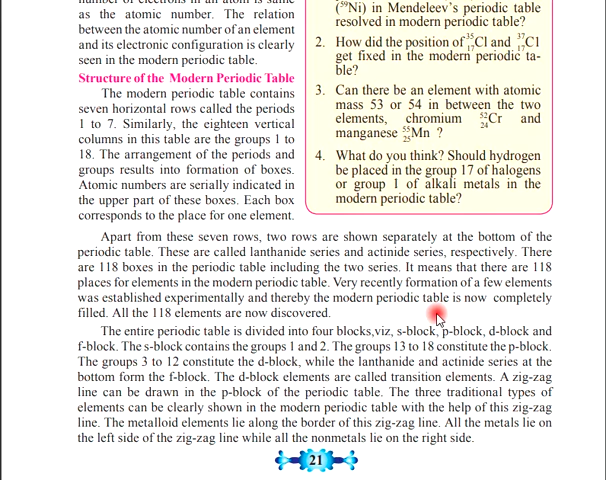 as the atomic number. The relation
between the atomic number of an element
and its electronic configuration is clearly
seen in the modern periodic table.
Structure of the Modern Periodic Table
The modern periodic table contains
seven horizontal rows called the periods
1 to 7. Similarly, the eighteen vertical
columns in this table are the groups 1 to
18. The arrangement of the periods and
groups results into formation of boxes.
Atomic numbers are serially indicated in
the upper part of these boxes. Each box
corresponds to the place for one element.
(⁵⁹Ni) in Mendeleev's periodic table
resolved in modern periodic table?
2. How did the position of ³⁵₁₇Cl and ³⁷₁₇Cl
get fixed in the modern periodic ta-
ble?
3. Can there be an element with atomic
mass 53 or 54 in between the two
elements, chromium ⁵²₂₄Cr and
manganese ⁵⁵₂₅Mn ?
4. What do you think? Should hydrogen
be placed in the group 17 of halogens
or group 1 of alkali metals in the
modern periodic table?
Apart from these seven rows, two rows are shown separately at the bottom of the
periodic table. These are called lanthanide series and actinide series, respectively. There
are 118 boxes in the periodic table including the two series. It means that there are 118
places for elements in the modern periodic table. Very recently formation of a few elements
was established experimentally and thereby the modern periodic table is now completely
filled. All the 118 elements are now discovered.
The entire periodic table is divided into four blocks,viz, s-block, p-block, d-block and
f-block. The s-block contains the groups 1 and 2. The groups 13 to 18 constitute the p-block.
The groups 3 to 12 constitute the d-block, while the lanthanide and actinide series at the
bottom form the f-block. The d-block elements are called transition elements. A zig-zag
line can be drawn in the p-block of the periodic table. The three traditional types of
elements can be clearly shown in the modern periodic table with the help of this zig-zag
line. The metalloid elements lie along the border of this zig-zag line. All the metals lie on
the left side of the zig-zag line while all the nonmetals lie on the right side.
21